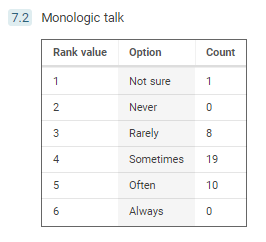 7.2 Monologic talk
Rank value Option Count
1 Not sure 1
2 Never 0
3 Rarely 8
4 Sometimes 19
5 Often 10
6 Always 0